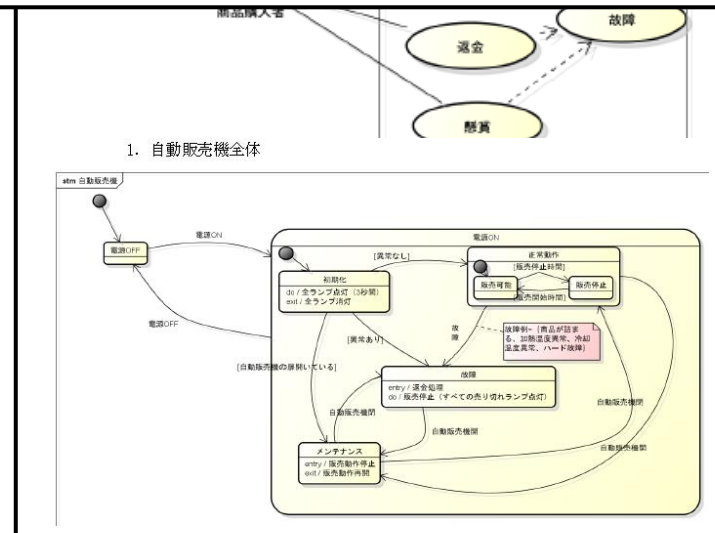 商品購入者
故障
返金
懸賞
1. 自動販売機全体
stm 自動販売機
電源OFF
電源ON
電源OFF
電源ON
初期化
do / 全ランプ点灯（3秒間）
exit / 全ランプ消灯
[異常なし]
正常動作
[販売停止時間]
販売可能
販売停止
[販売開始時間]
故
障
故障例=｛商品が詰ま
る、加熱温度異常、冷却
温度異常、ハード故障｝
[異常あり]
[自動販売機の扉開いている]
故障
entry / 返金処理
do / 販売停止（すべての売り切れランプ点灯）
自動販売機閉
自動販売機開
自動販売機閉
自動販売機開
メンテナンス
entry / 販売動作停止
exit / 販売動作再開